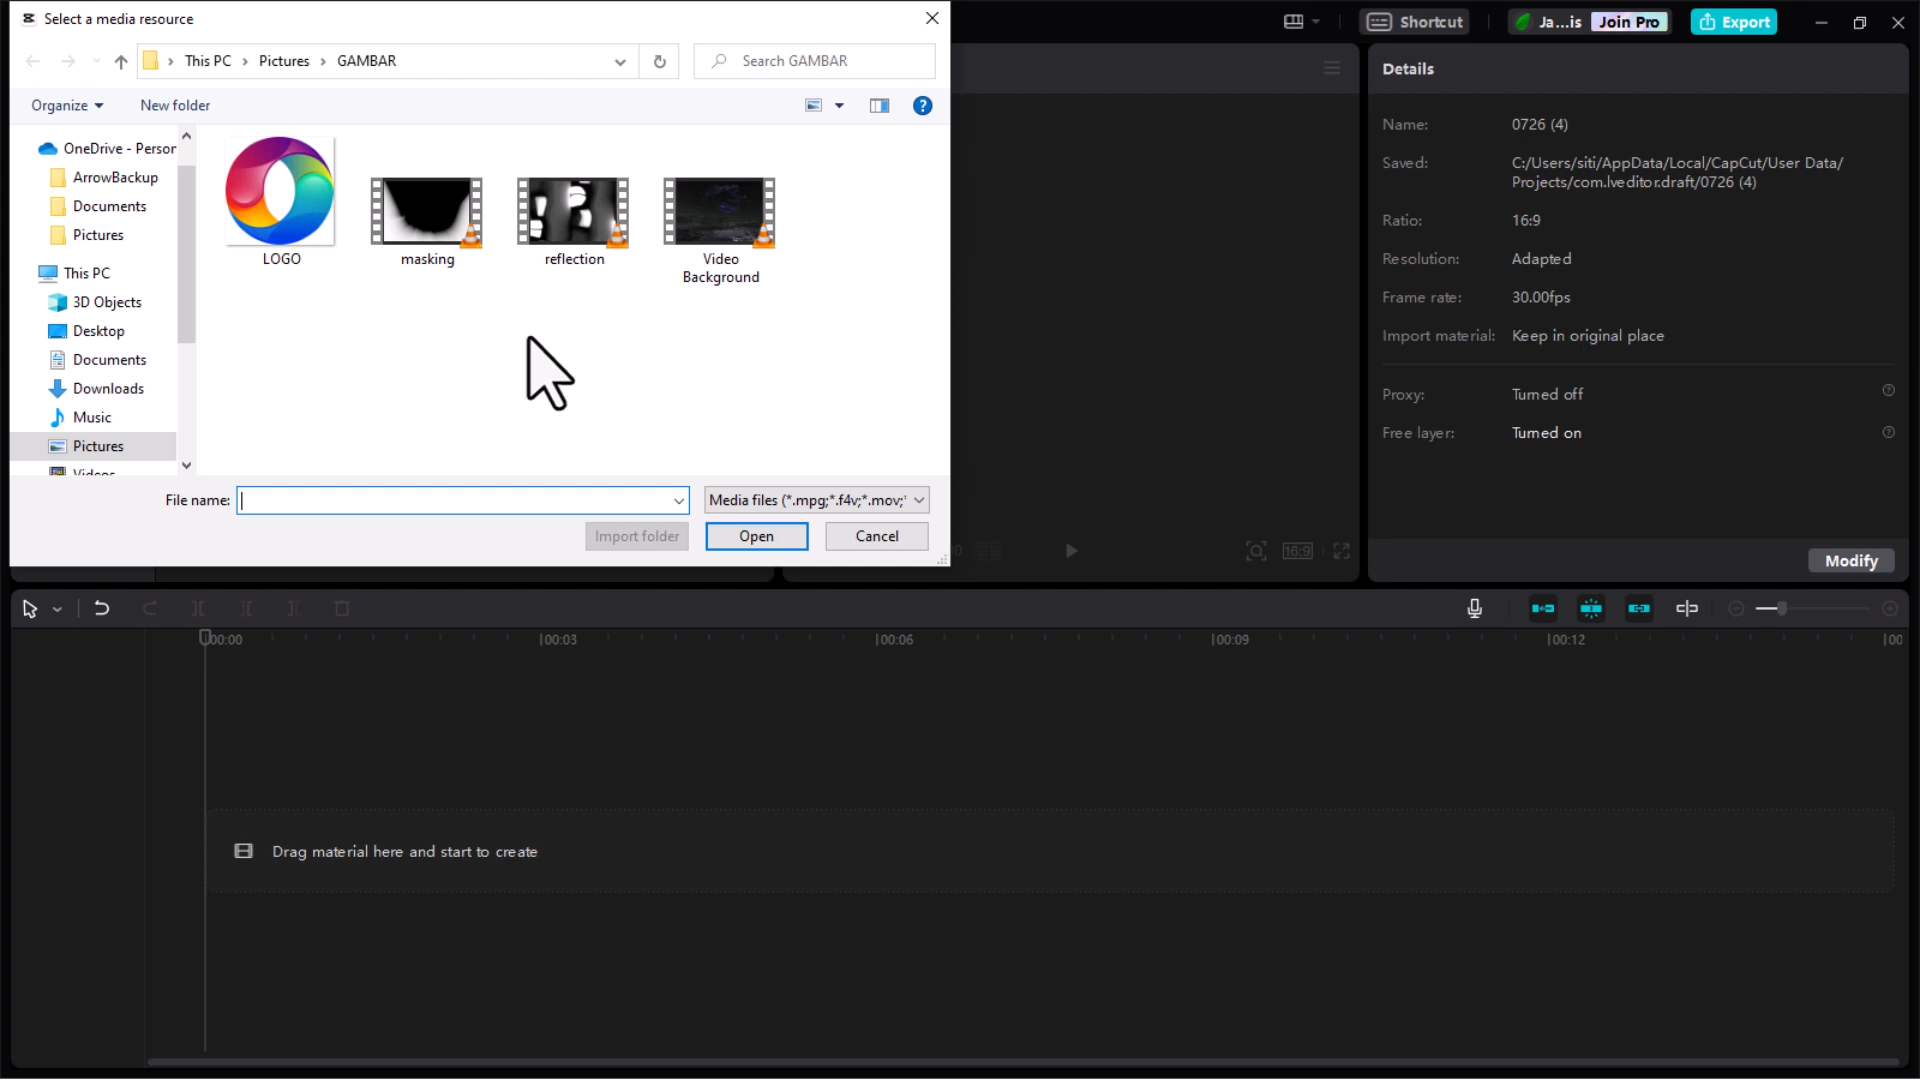 Select a media resource
This PC
Pictures
GAMBAR
Search GAMBAR
Organize
New folder
OneDrive - Person
ArrowBackup
Documents
Pictures
This PC
3D Objects
Desktop
Documents
Downloads
Music
Pictures
Videos
LOGO
masking
reflection
Video
Background
File name:
Media files (*.mpg;*.f4v;*.mov;*
Import folder
Open
Cancel
Shortcut
Ja...is
Join Pro
Export
Details
Name:
0726 (4)
Saved:
C:/Users/siti/AppData/Local/CapCut/User Data/
Projects/com.lveditor.draft/0726 (4)
Ratio:
16:9
Resolution:
Adapted
Frame rate:
30.00fps
Import material:
Keep in original place
Proxy:
Turned off
Free layer:
Turned on
16:9
Modify
00:00
00:03
00:06
00:09
00:12
00
Drag material here and start to create